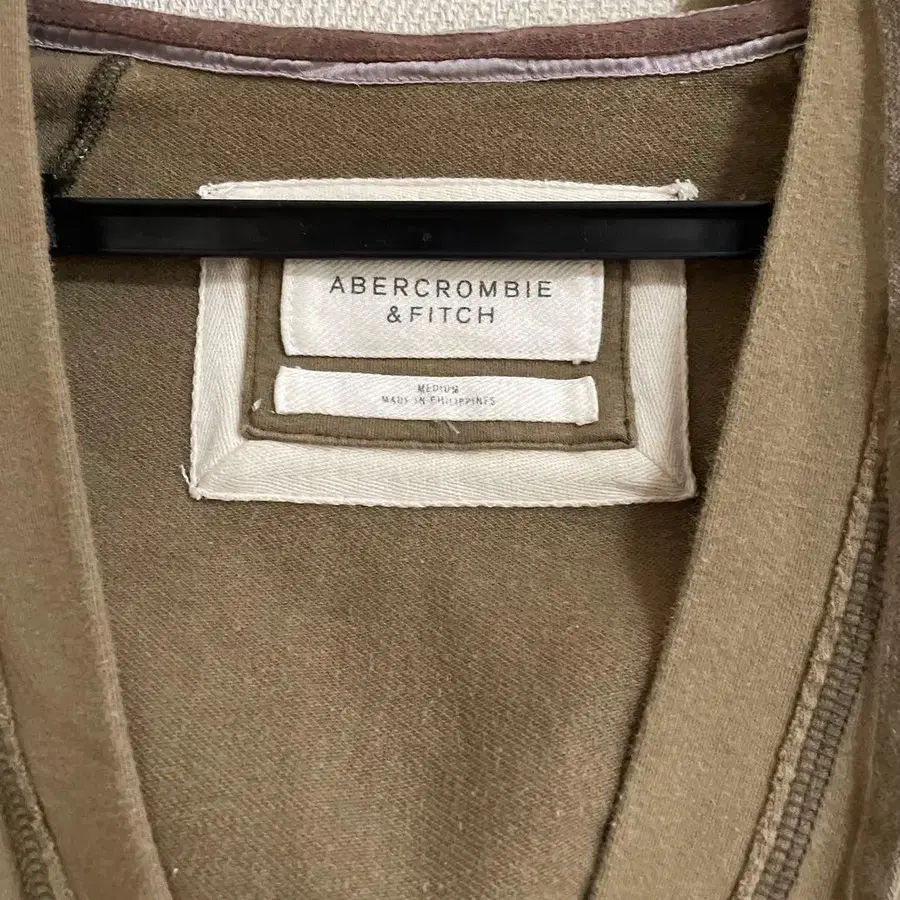 ABERCROMBIE
& FITCH
MEDIUM
MADE IN PHILIPPINES